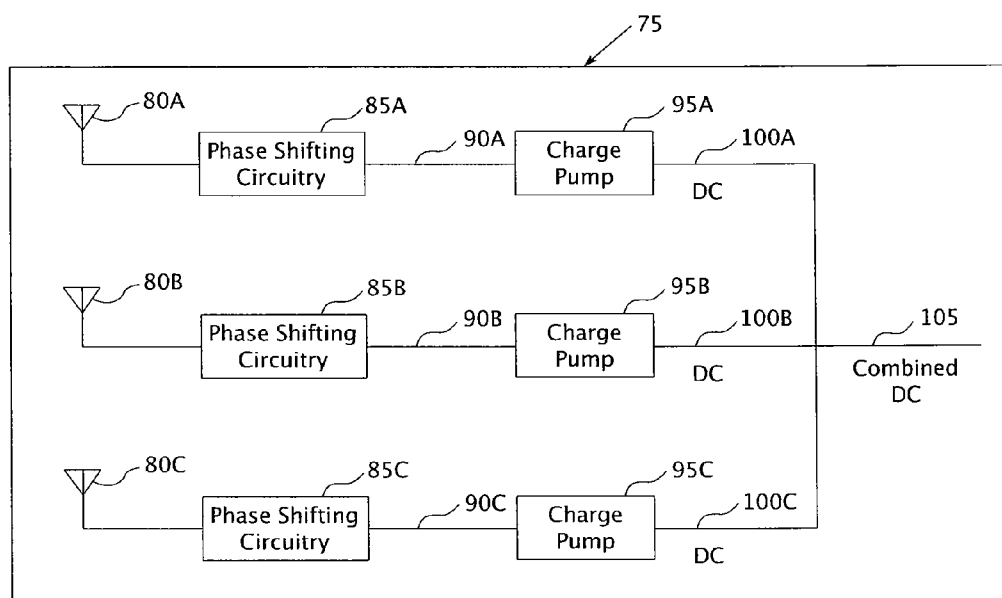 75
80A
85A
Phase Shifting
Circuitry
90A
95A
Charge
Pump
100A
DC
80B
85B
Phase Shifting
Circuitry
90B
95B
Charge
Pump
100B
DC
105
Combined
DC
80C
85C
Phase Shifting
Circuitry
90C
95C
Charge
Pump
100C
DC